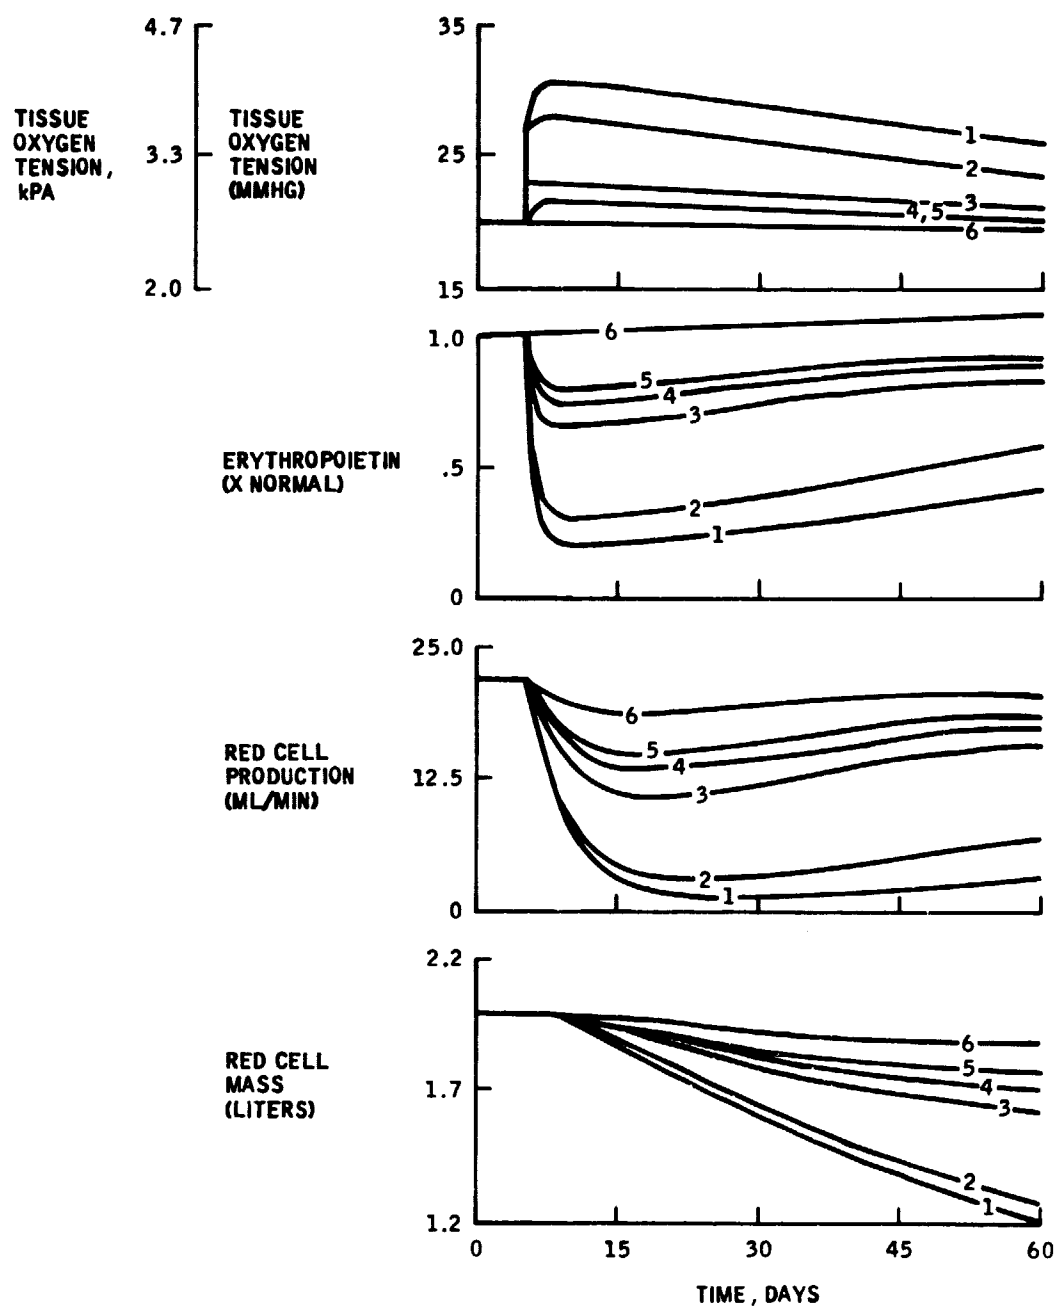 4.7
3.3
2.0
TISSUE
OXYGEN
TENSION,
kPA
TISSUE
OXYGEN
TENSION
(MMHG)
35
25
15
1
2
3
4,5
6
ERYTHROPOIETIN
(X NORMAL)
1.0
.5
0
6
5
4
3
2
1
RED CELL
PRODUCTION
(ML/MIN)
25.0
12.5
0
6
5
4
3
2
1
RED CELL
MASS
(LITERS)
2.2
1.7
1.2
6
5
4
3
2
1
0 15 30 45 60
TIME, DAYS